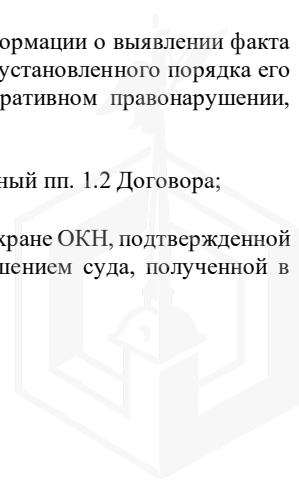 ормации о выявлении факта
установленного порядка его
ративном правонарушении,
ный пп. 1.2 Договора;
хране ОКН, подтвержденной
шением суда, полученной в